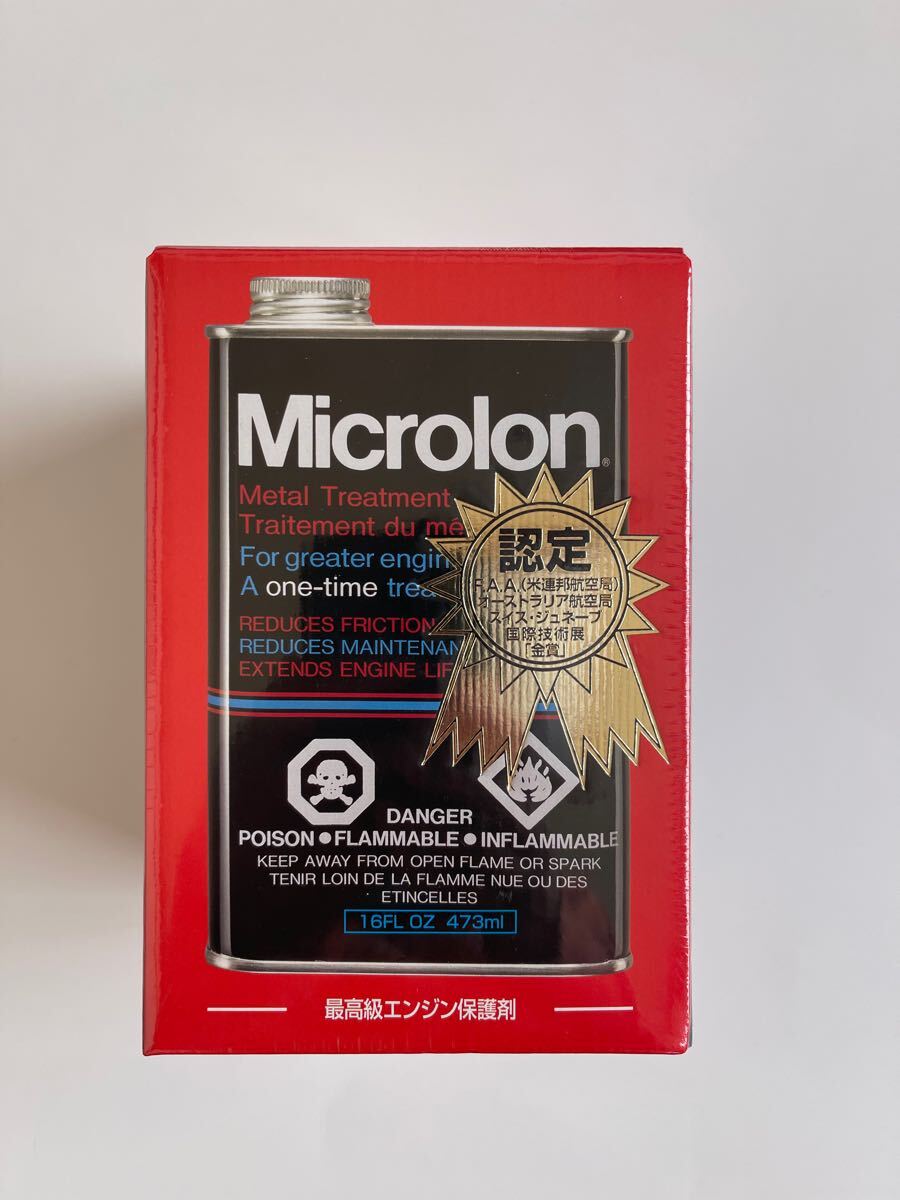 Microlon®
Metal Treatment
Traitement du mé
For greater engin
A one-time trea
REDUCES FRICTION
REDUCES MAINTENAN
EXTENDS ENGINE LIF
認定
F.A.A.(米連邦航空局)
オーストラリア航空局
スイス・ジュネーブ
国際技術展
「金賞」
DANGER
POISON●FLAMMABLE●INFLAMMABLE
KEEP AWAY FROM OPEN FLAME OR SPARK
TENIR LOIN DE LA FLAMME NUE OU DES
ETINCELLES
16FL OZ 473ml
最高級エンジン保護剤